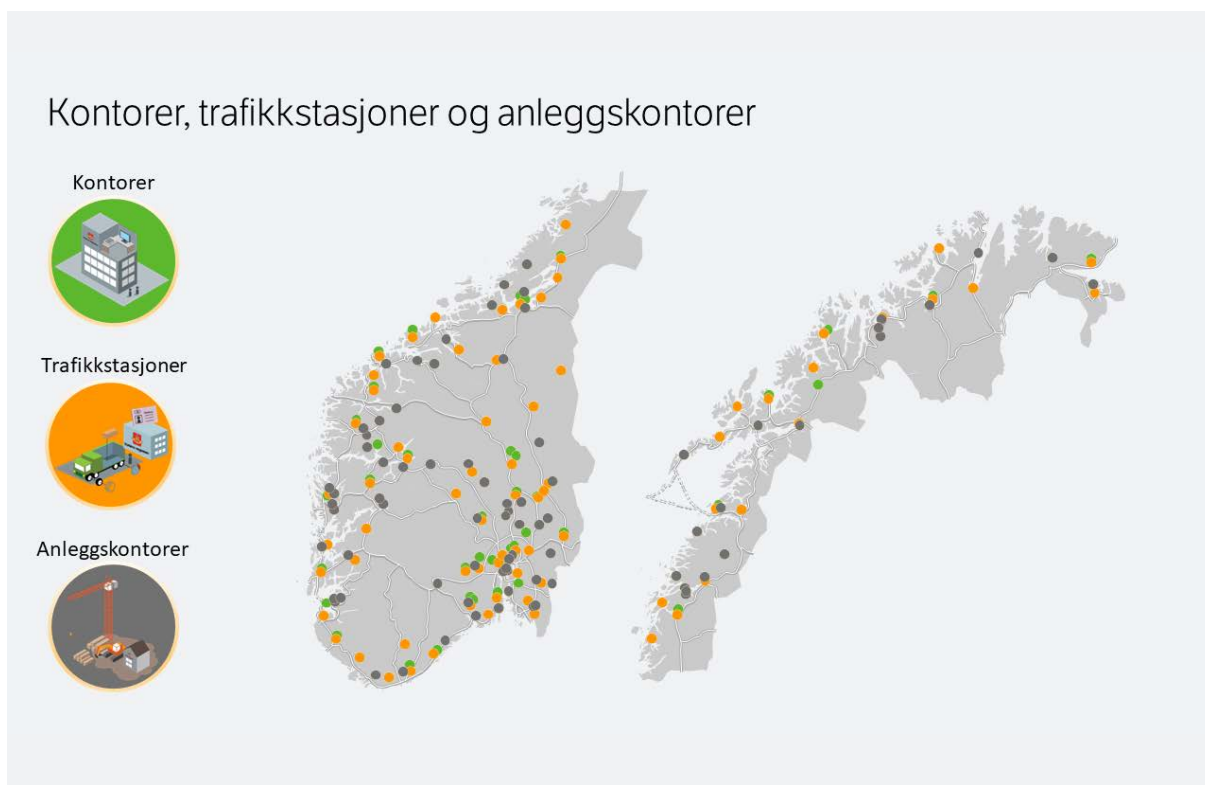 Kontorer, trafikkstasjoner og anleggskontorer
Kontorer
Trafikkstasjoner
Anleggskontorer